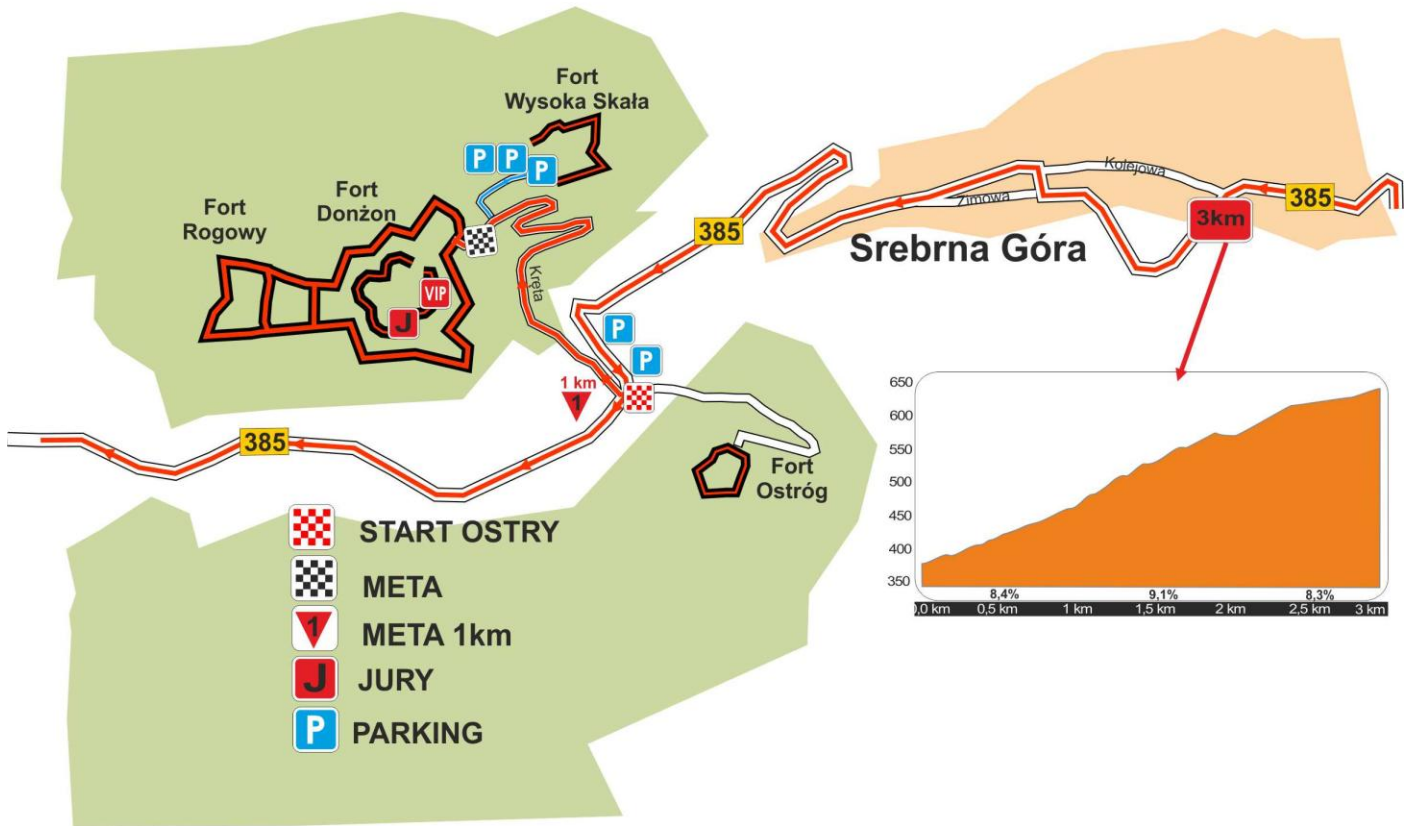 Fort
Wysoka Skała
P
P
P
Fort
Donżon
Fort
Rogowy
VIP
J
Kręta
385
Kolejowa
Zimowa
385
3km
Srebrna Góra
P
P
1 km
1
385
Fort
Ostróg
START OSTRY
META
1
META 1km
J
JURY
P
PARKING
650
600
550
500
450
400
350
8,4% 9,1% 8,3%
,0 km 0,5 km 1 km 1,5 km 2 km 2,5 km 3 km